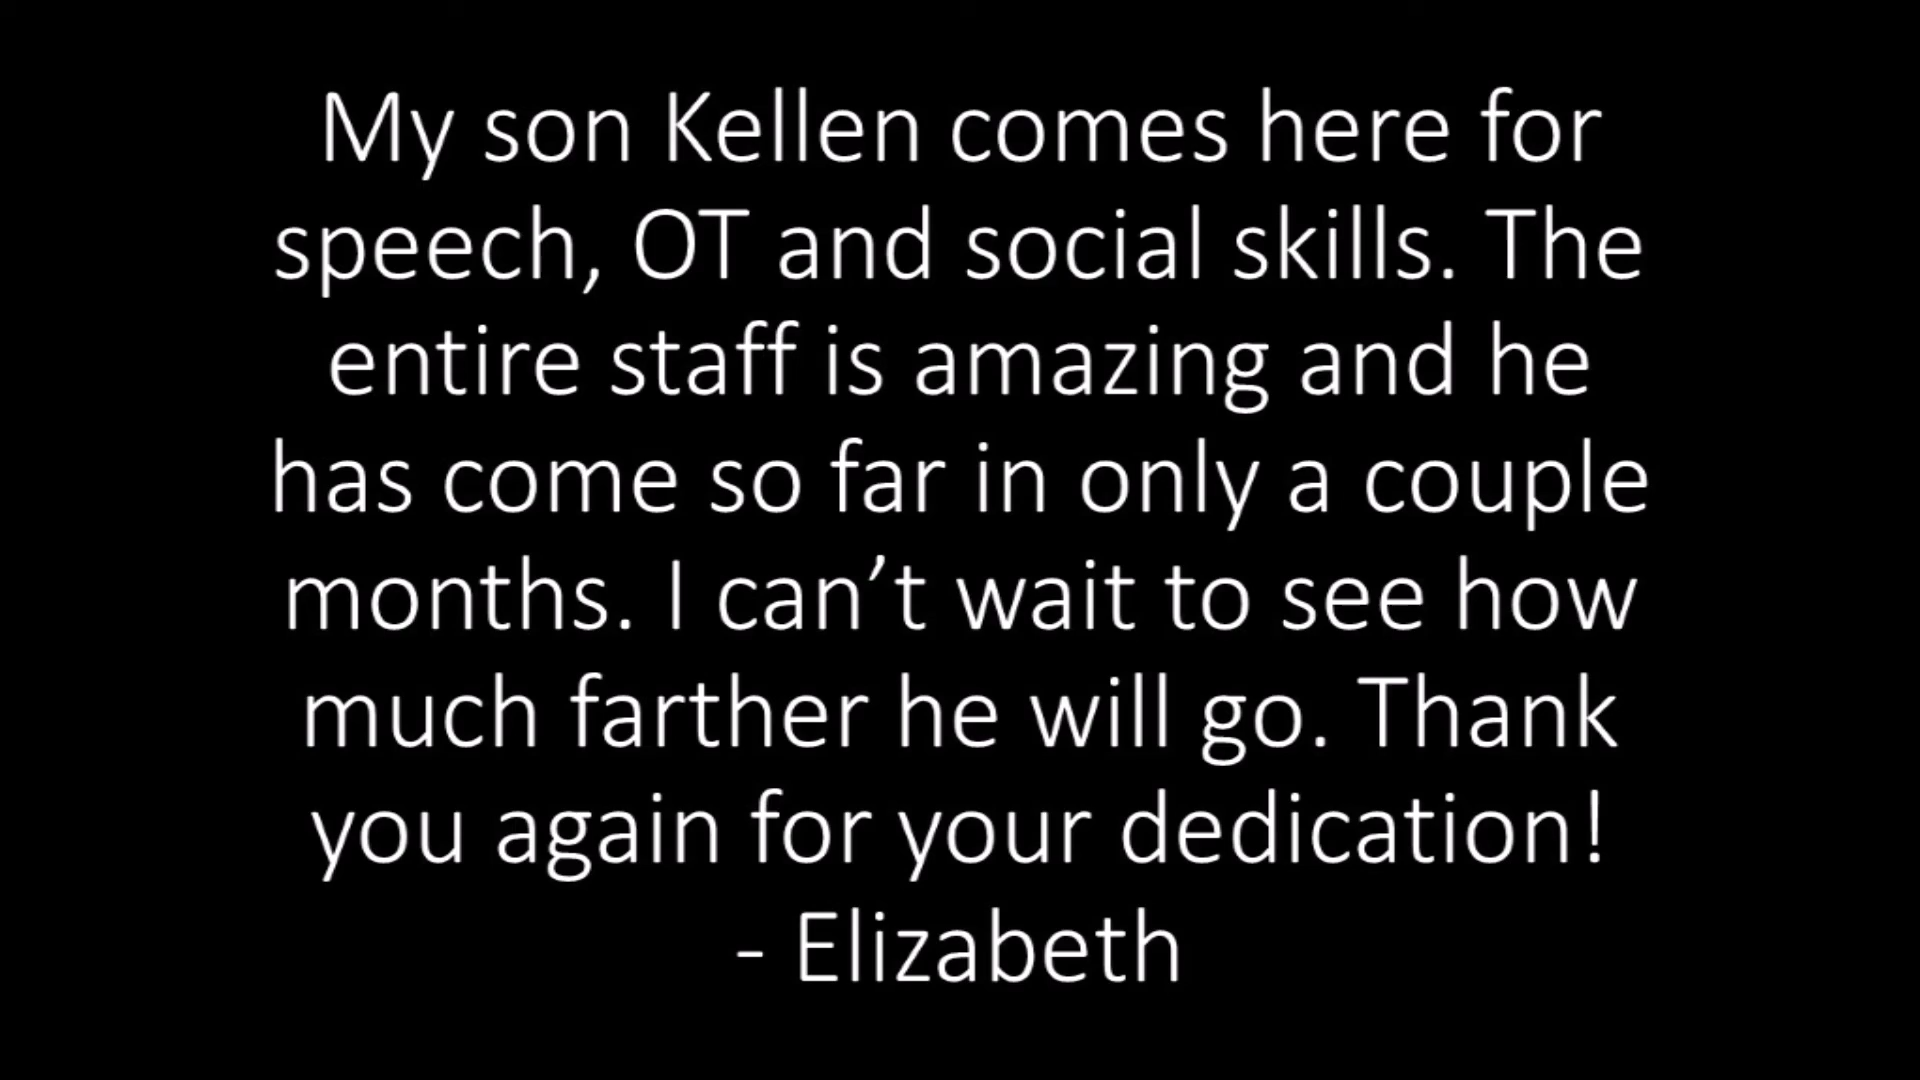 My son Kellen comes here for
speech, OT and social skills. The
entire staff is amazing and he
has come so far in only a couple
months. I can’t wait to see how
much farther he will go. Thank
you again for your dedication!
- Elizabeth